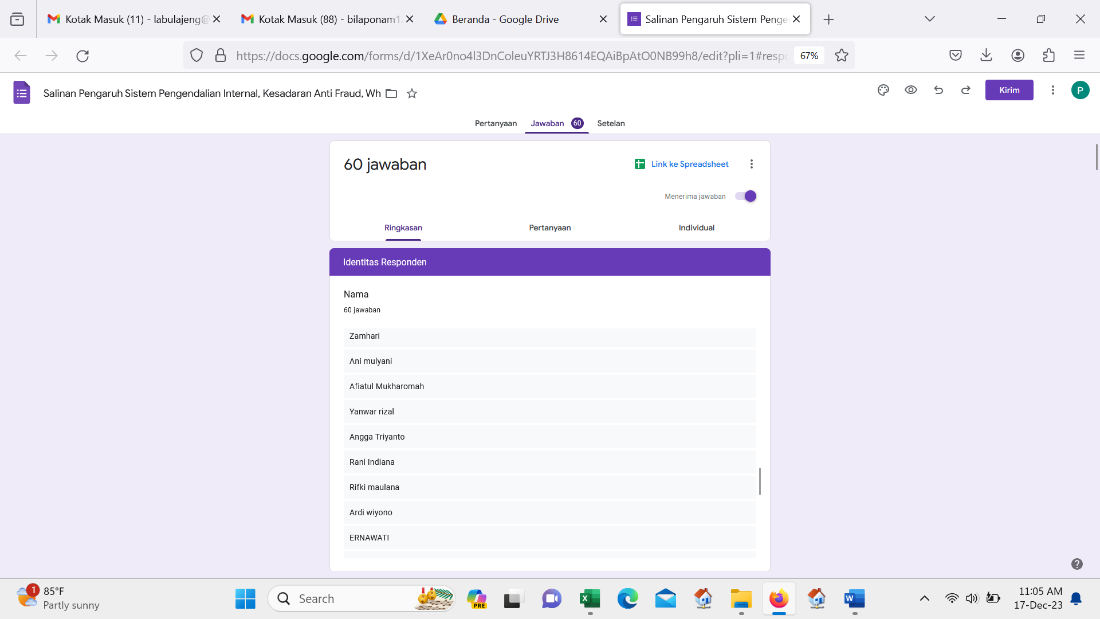 Kotak Masuk (11) - labulajeng@
Kotak Masuk (88) - bilaponam1
Beranda - Google Drive
Salinan Pengaruh Sistem Penge
https://docs.google.com/forms/d/1XeAr0no4l3DnColeuYRTJ3H8614EQAiBpAtO0NB99h8/edit?pli=1#resp
67%
Salinan Pengaruh Sistem Pengendalian Internal, Kesadaran Anti Fraud, Wh
Kirim
P
Pertanyaan
Jawaban 60
Setelan
60 jawaban
Link ke Spreadsheet
Menerima jawaban
Ringkasan
Pertanyaan
Individual
Identitas Responden
Nama
60 jawaban
Zamhari
Ani mulyani
Afiatul Mukharomah
Yanwar rizal
Angga Triyanto
Rani Indiana
Rifki maulana
Ardi wiyono
ERNAWATI
1
85°F
Partly sunny
Search
PRE
11:05 AM
17-Dec-23